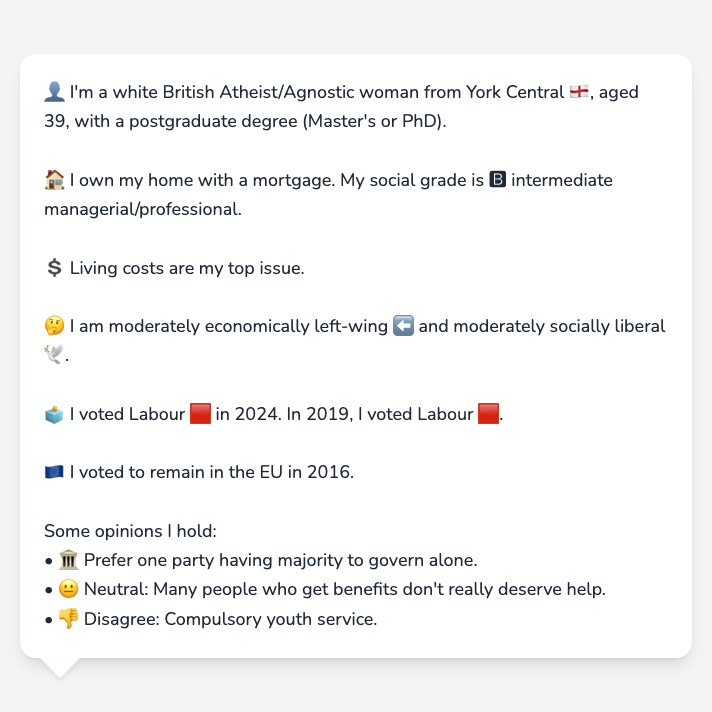 👤 I'm a white British Atheist/Agnostic woman from York Central 🏴󠁧󠁢󠁥󠁮󠁧󠁿, aged
39, with a postgraduate degree (Master's or PhD).
🏠 I own my home with a mortgage. My social grade is 🅱 intermediate
managerial/professional.
💲 Living costs are my top issue.
🤔 I am moderately economically left-wing ⬅️ and moderately socially liberal
🕊️.
🗳️ I voted Labour 🟥 in 2024. In 2019, I voted Labour 🟥.
🇪🇺 I voted to remain in the EU in 2016.
Some opinions I hold:
• 🏛️ Prefer one party having majority to govern alone.
• 😐 Neutral: Many people who get benefits don't really deserve help.
• 👎 Disagree: Compulsory youth service.